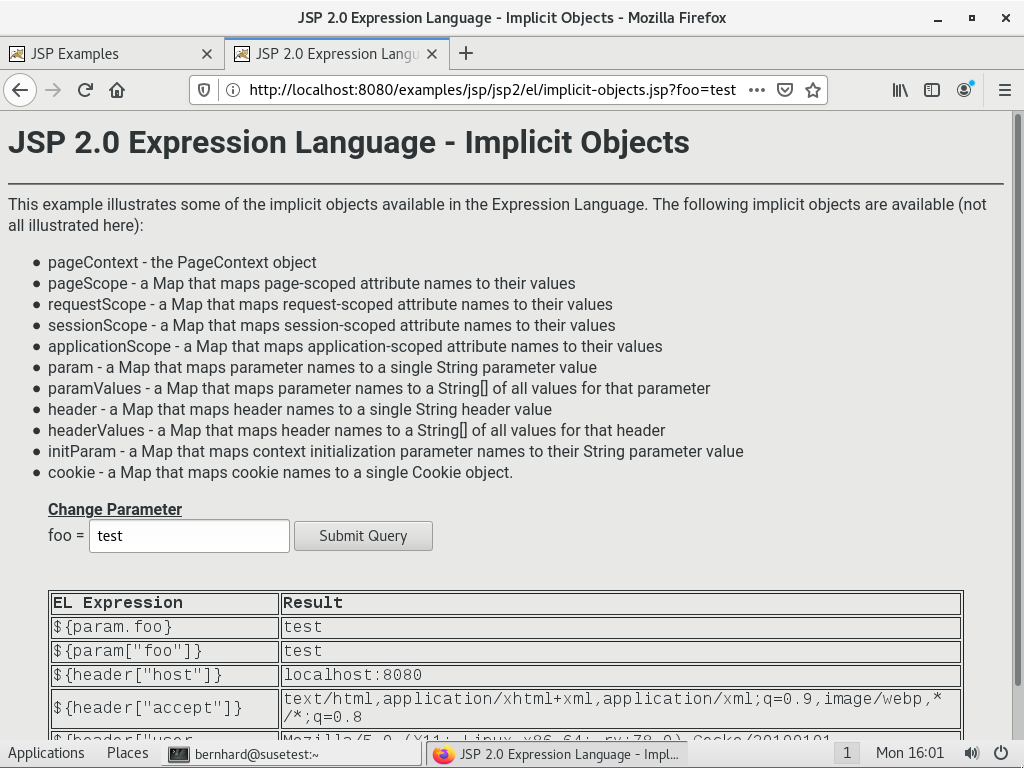 JSP 2.0 Expression Language - Implicit Objects - Mozilla Firefox
JSP Examples
JSP 2.0 Expression Langu
http://localhost:8080/examples/jsp/jsp2/el/implicit-objects.jsp?foo=test
JSP 2.0 Expression Language - Implicit Objects
This example illustrates some of the implicit objects available in the Expression Language. The following implicit objects are available (not
all illustrated here):
• pageContext - the PageContext object
• pageScope - a Map that maps page-scoped attribute names to their values
• requestScope - a Map that maps request-scoped attribute names to their values
• sessionScope - a Map that maps session-scoped attribute names to their values
• applicationScope - a Map that maps application-scoped attribute names to their values
• param - a Map that maps parameter names to a single String parameter value
• paramValues - a Map that maps parameter names to a String[] of all values for that parameter
• header - a Map that maps header names to a single String header value
• headerValues - a Map that maps header names to a String[] of all values for that header
• initParam - a Map that maps context initialization parameter names to their String parameter value
• cookie - a Map that maps cookie names to a single Cookie object.
Change Parameter
foo = test Submit Query
EL Expression Result
${param.foo} test
${param["foo"]} test
${header["host"]} localhost:8080
${header["accept"]} text/html,application/xhtml+xml,application/xml;q=0.9,image/webp,*
/*;q=0.8
${header["user- Mozilla/5.0 (X11; Linux x86_64; rv:78.0) Gecko/20100101
Applications Places bernhard@susetest:~ JSP 2.0 Expression Language - Impl... 1 Mon 16:01